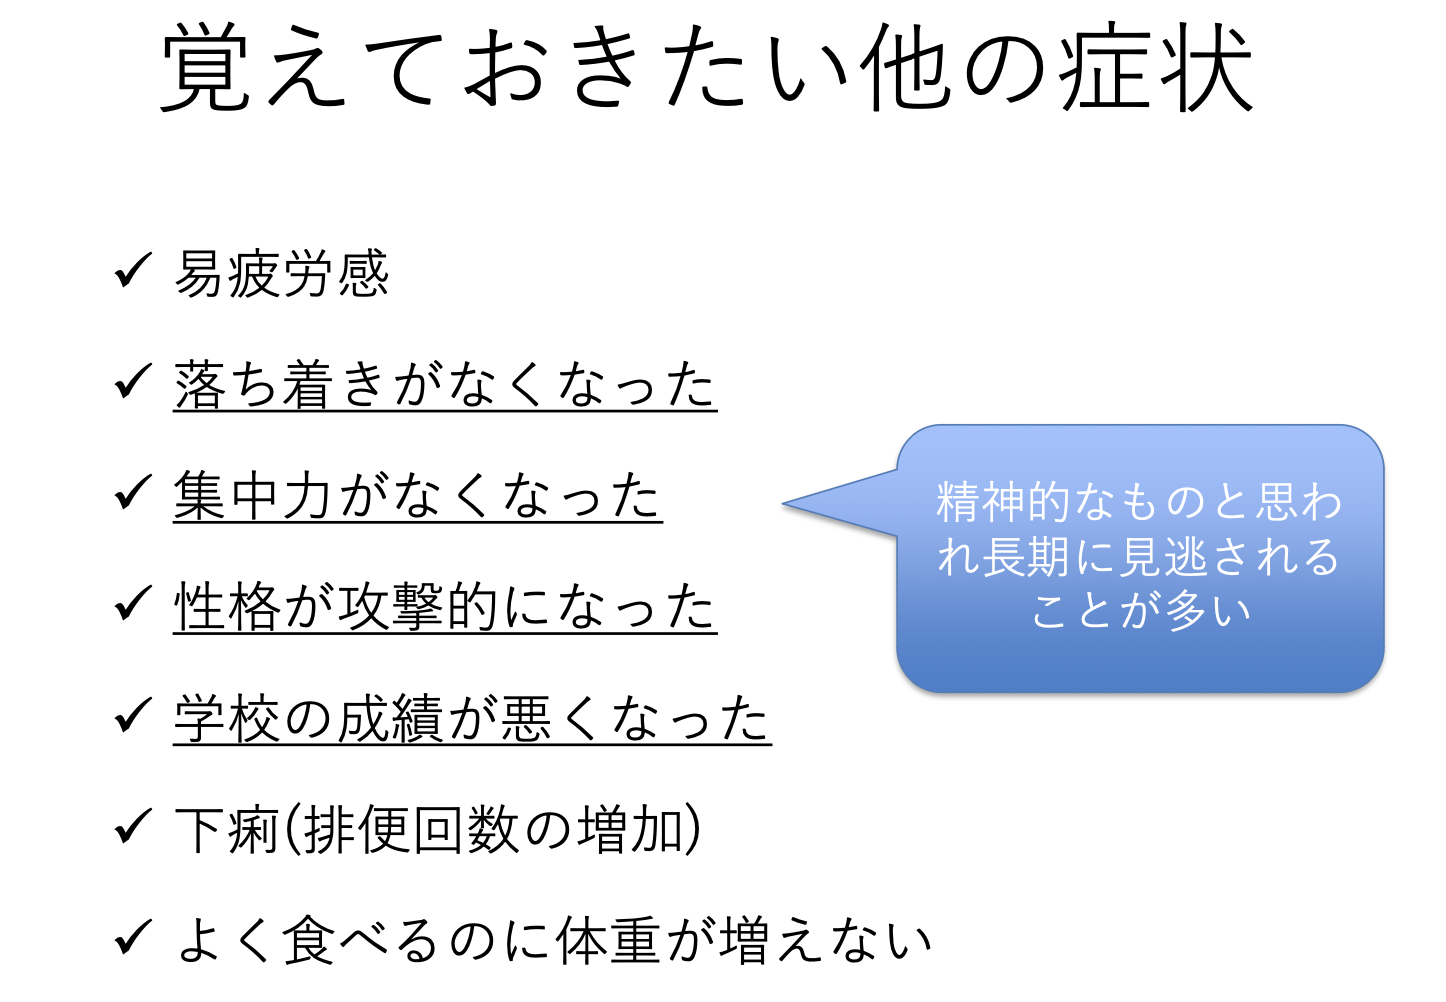 覚えておきたい他の症状
✓ 易疲労感
✓ 落ち着きがなくなった
✓ 集中力がなくなった
✓ 性格が攻撃的になった
✓ 学校の成績が悪くなった
✓ 下痢(排便回数の増加)
✓ よく食べるのに体重が増えない
精神的なものと思わ
れ長期に見逃される
ことが多い